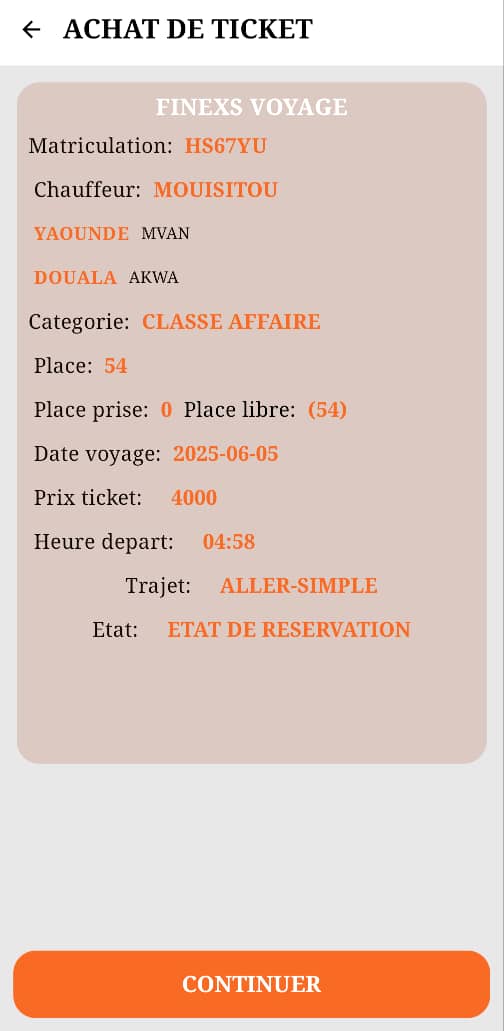 ACHAT DE TICKET
FINEXS VOYAGE
Matriculation: HS67YU
Chauffeur: MOUISITOU
YAOUNDE MVAN
DOUALA AKWA
Categorie: CLASSE AFFAIRE
Place: 54
Place prise: 0 Place libre: (54)
Date voyage: 2025-06-05
Prix ticket: 4000
Heure depart: 04:58
Trajet: ALLER-SIMPLE
Etat: ETAT DE RESERVATION
CONTINUER